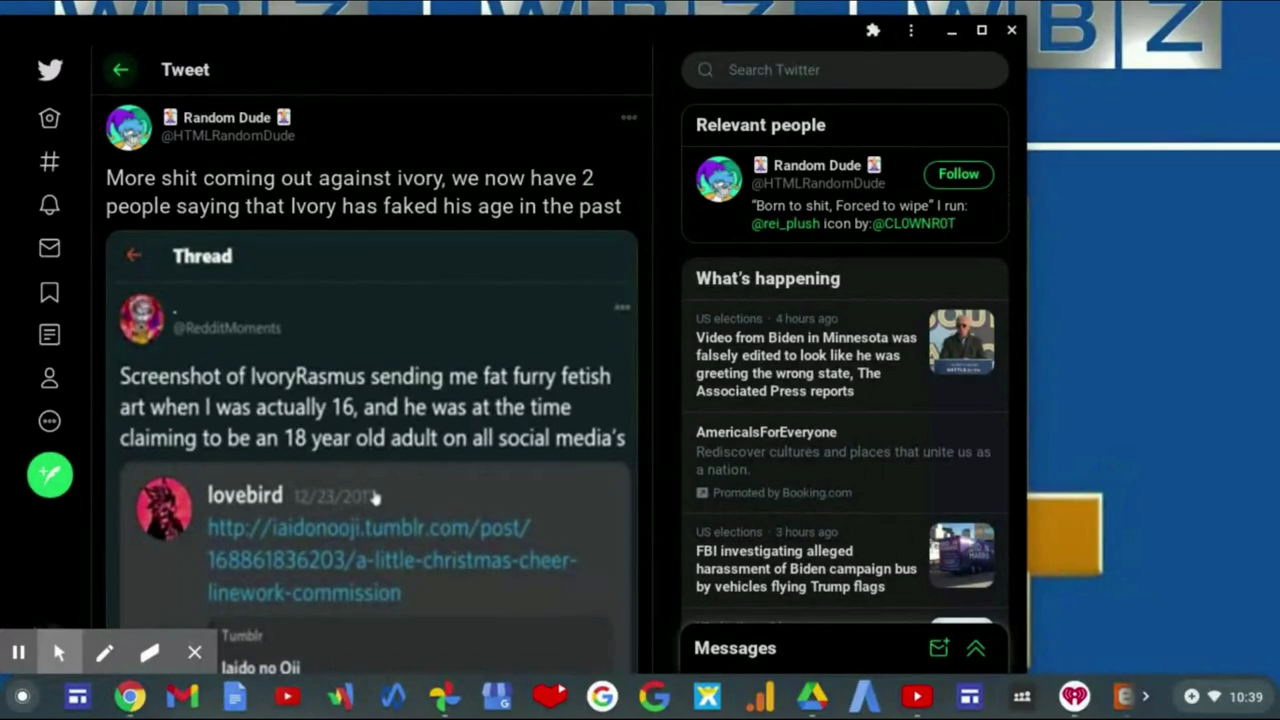 WBZ
Tweet
Search Twitter
Random Dude
@HTMLRandomDude
More shit coming out against ivory, we now have 2
people saying that Ivory has faked his age in the past
Thread
.
@RedditMoments
Screenshot of IvoryRasmus sending me fat furry fetish
art when I was actually 16, and he was at the time
claiming to be an 18 year old adult on all social media's
lovebird
http://iaidonooji.tumblr.com/post/
168861836203/a-little-christmas-cheer-
linework-commission
Tumblr
Iaido no Oji
Relevant people
Random Dude
@HTMLRandomDude
Follow
"Born to shit, Forced to wipe" I run:
@rei_plush icon by:@CL0WNR0T
What's happening
US elections · 4 hours ago
Video from Biden in Minnesota was
falsely edited to look like he was
greeting the wrong state, The
Associated Press reports
AmericaIsForEveryone
Rediscover cultures and places that unite us as
a nation.
Promoted by Booking.com
US elections · 3 hours ago
FBI investigating alleged
harassment of Biden campaign bus
by vehicles flying Trump flags
Messages
10:39